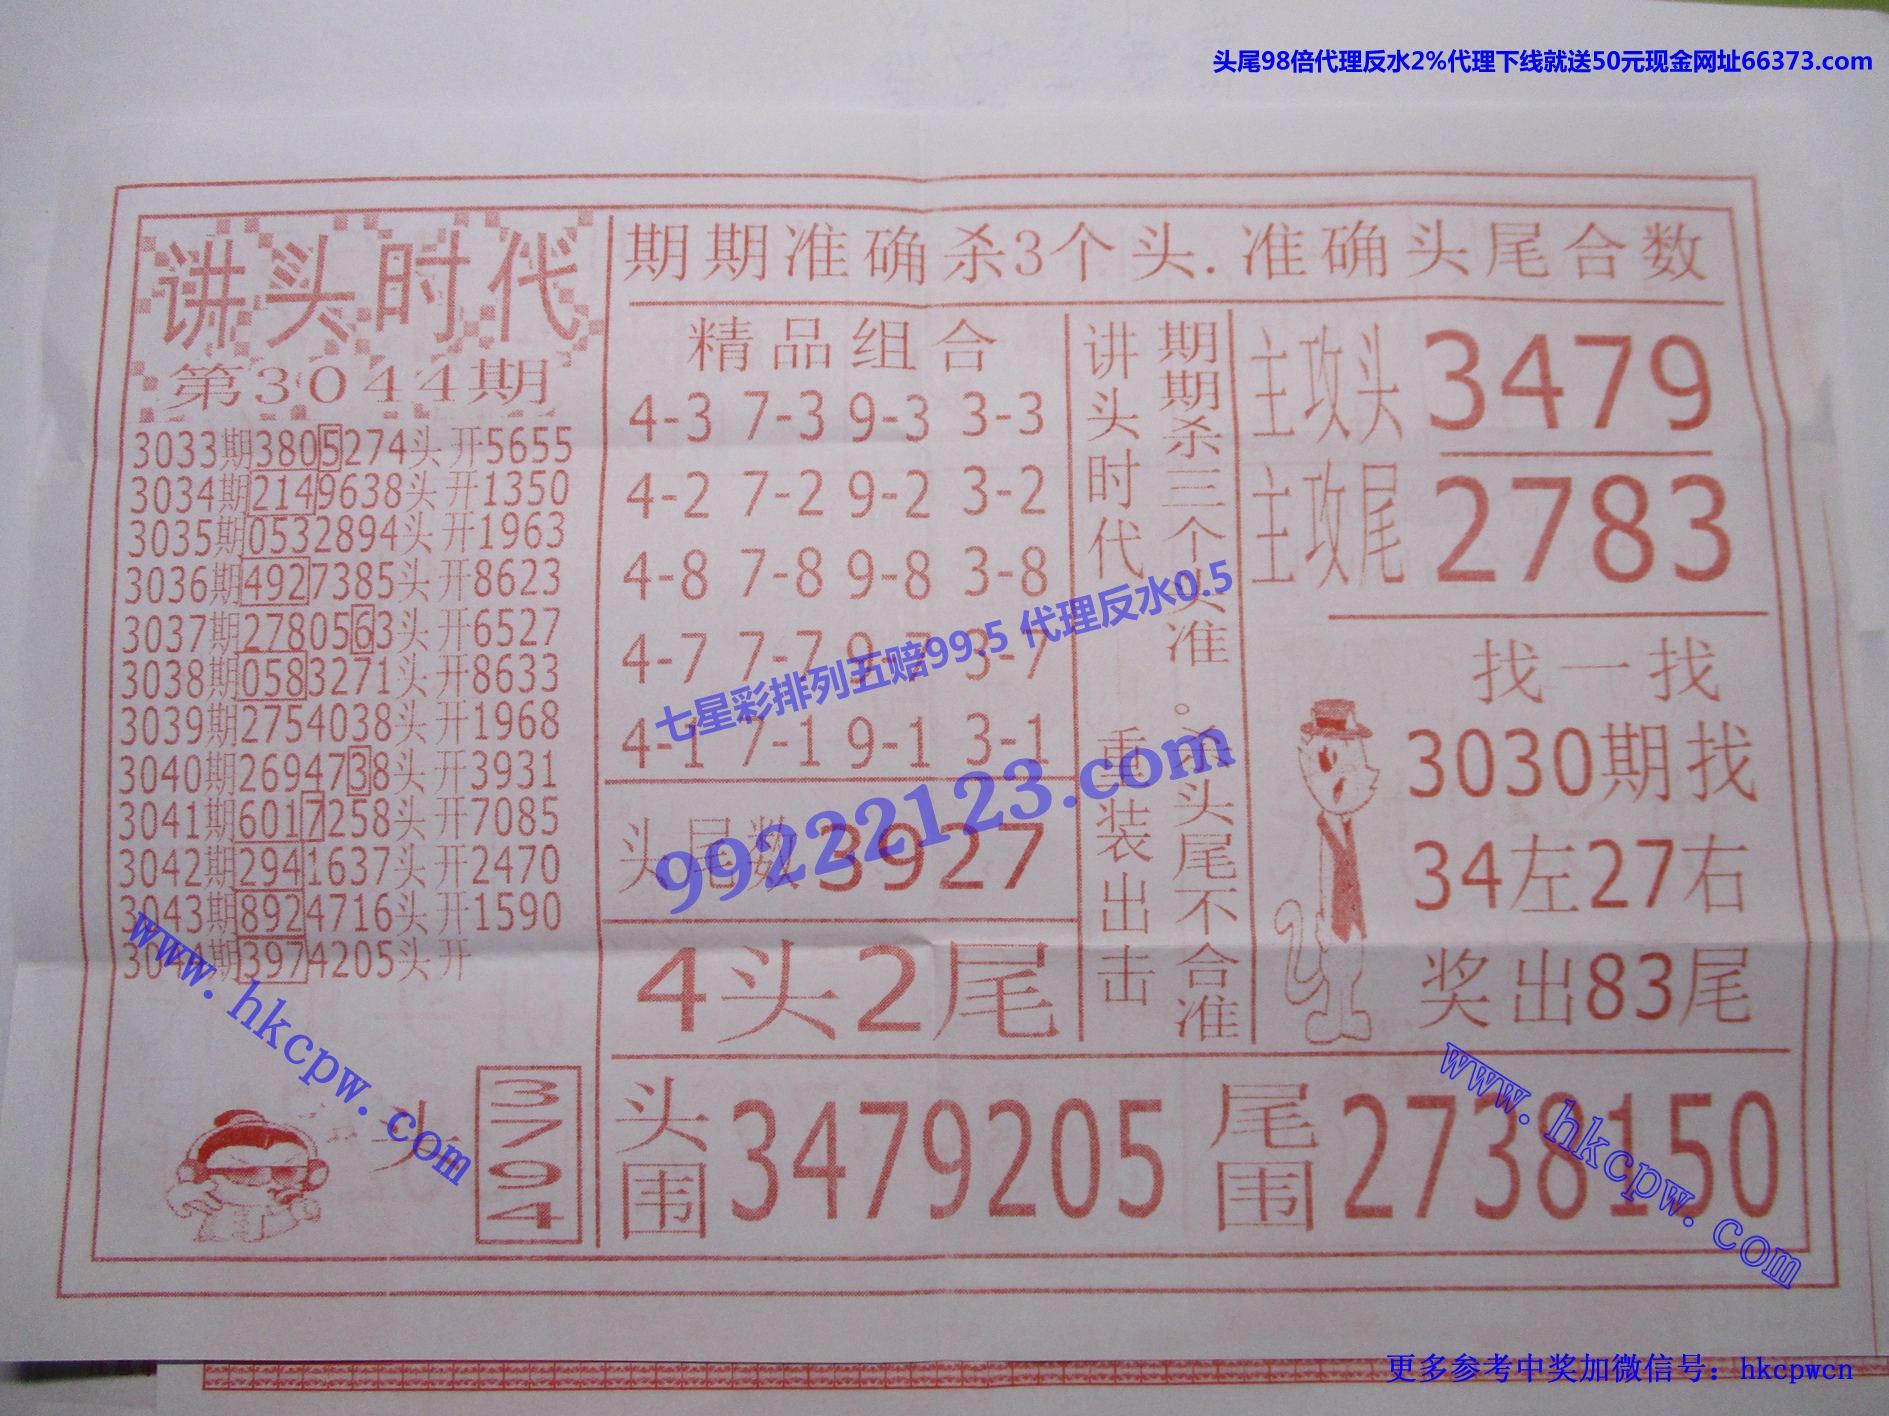 头尾98倍代理反水2%代理下线就送50元现金网址66373.com
讲头时代
第3044期
3033期3805274头开5655
3034期2149638头开1350
3035期0532894头开1963
3036期4927385头开8623
3037期2780563头开6527
3038期0583271头开8633
3039期2754038头开1968
3040期2694738头开3931
3041期6017258头开7085
3042期2941637头开2470
3043期8924716头开1590
3044期3974205头开
头
3794
期期准确杀3个头.准确头尾合数
精品组合
4-3 7-3 9-3 3-3
4-2 7-2 9-2 3-2
4-8 7-8 9-8 3-8
4-7 7-7 9-7 3-7
4-1 7-1 9-1 3-1
头尾数3927
4头2尾
讲头时代 重装出击
期期杀三个头准。杀头尾不合准
主攻头 3479
主攻尾 2783
找一找
3030期找
34左27右
奖出83尾
头围 3479205 尾围 2738150
七星彩排列五赔99.5 代理反水0.5
99222123.com
www.hkcpw.com
www.hkcpw.com
更多参考中奖加微信号：hkcpwcn